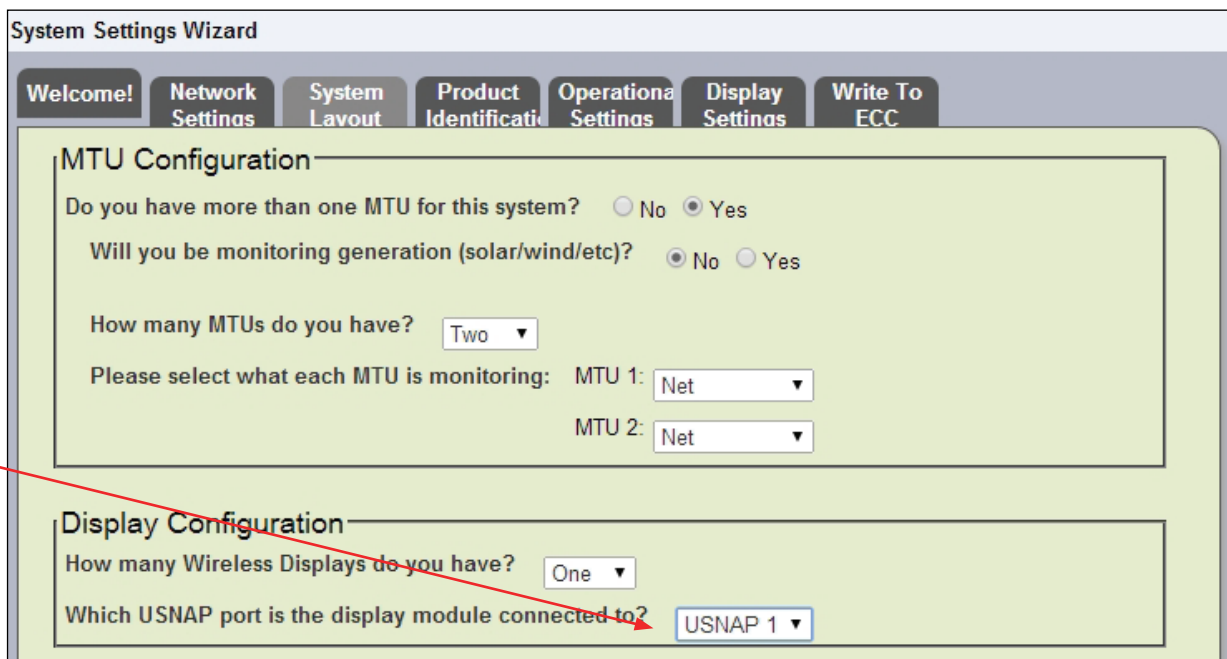 System Settings Wizard
Welcome!
Network Settings
System Layout
Product Identificati
Operationa Settings
Display Settings
Write To ECC
MTU Configuration
Do you have more than one MTU for this system? No Yes
Will you be monitoring generation (solar/wind/etc)? No Yes
How many MTUs do you have? Two
Please select what each MTU is monitoring: MTU 1: Net
MTU 2: Net
Display Configuration
How many Wireless Displays do you have? One
Which USNAP port is the display module connected to? USNAP 1